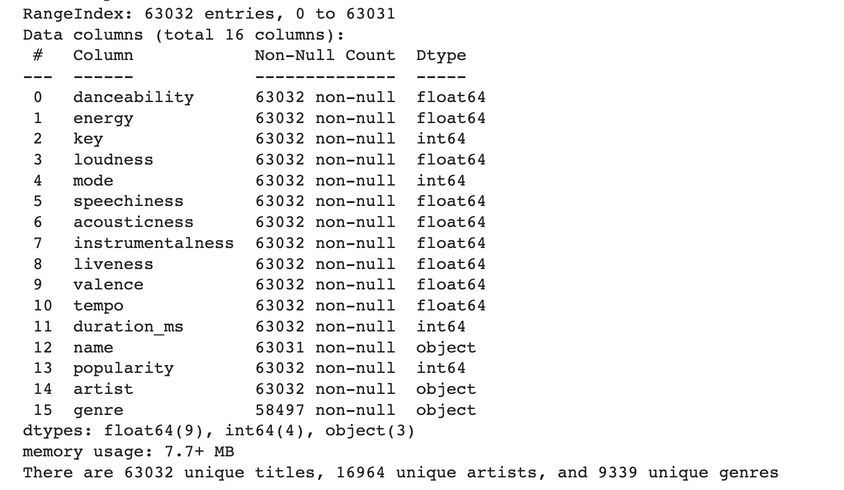 RangeIndex: 63032 entries, 0 to 63031
Data columns (total 16 columns):
 #   Column            Non-Null Count  Dtype
---  ------            --------------  -----
 0   danceability      63032 non-null  float64
 1   energy            63032 non-null  float64
 2   key               63032 non-null  int64
 3   loudness          63032 non-null  float64
 4   mode              63032 non-null  int64
 5   speechiness       63032 non-null  float64
 6   acousticness      63032 non-null  float64
 7   instrumentalness  63032 non-null  float64
 8   liveness          63032 non-null  float64
 9   valence           63032 non-null  float64
 10  tempo             63032 non-null  float64
 11  duration_ms       63032 non-null  int64
 12  name              63031 non-null  object
 13  popularity        63032 non-null  int64
 14  artist            63032 non-null  object
 15  genre             58497 non-null  object
dtypes: float64(9), int64(4), object(3)
memory usage: 7.7+ MB
There are 63032 unique titles, 16964 unique artists, and 9339 unique genres